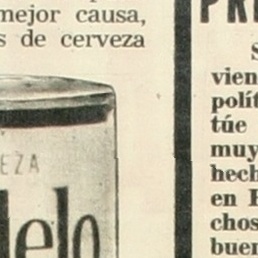 mejor causa,
s de cerveza
EZA
delo
PR
S
vien
polít
túe
muy
hech
en
chos
buen